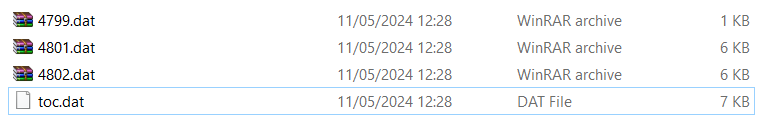 4799.dat 11/05/2024 12:28 WinRAR archive 1 KB
4801.dat 11/05/2024 12:28 WinRAR archive 6 KB
4802.dat 11/05/2024 12:28 WinRAR archive 6 KB
toc.dat 11/05/2024 12:28 DAT File 7 KB